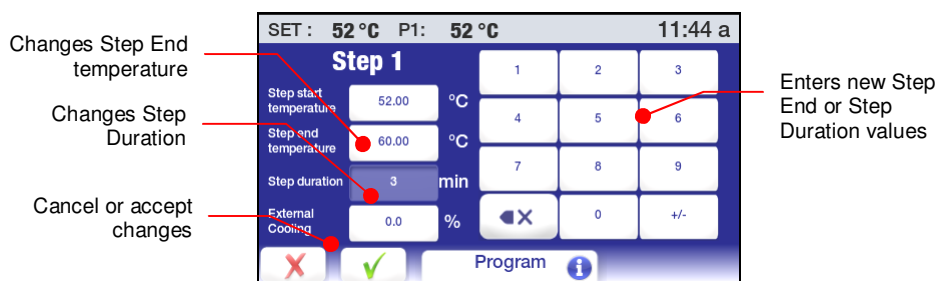 SET : 52 °C P1: 52 °C 11:44 a
Changes Step End
temperature
Changes Step
Duration
Cancel or accept
changes
Step 1
Step start
temperature
52.00 °C
Step end
temperature
60.00 °C
Step duration
3 min
External
Cooling
0.0 %
1 2 3
4 5 6
7 8 9
X 0 +/-
Program i
Enters new Step
End or Step
Duration values